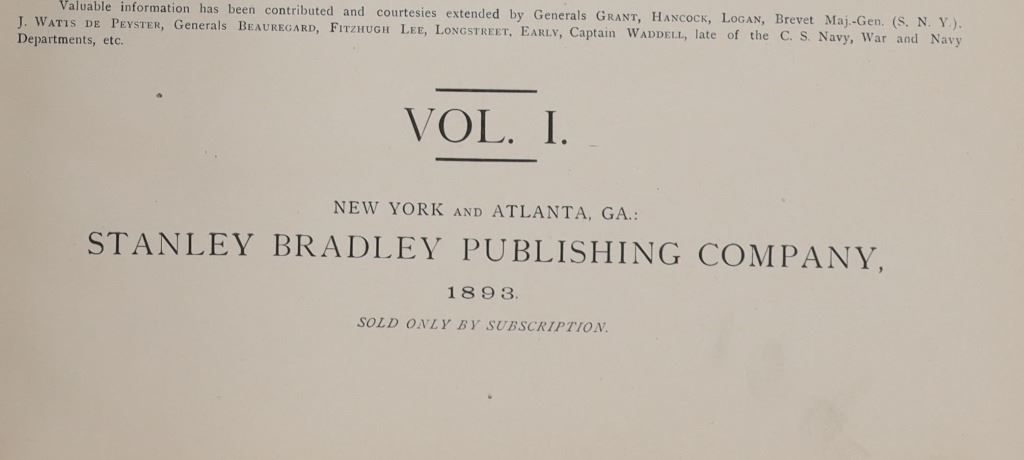 Valuable information has been contributed and courtesies extended by Generals GRANT, HANCOCK, LOGAN, Brevet Maj.-Gen. (S. N. Y.).
J. WATTS DE PEYSTER, Generals BEAUREGARD, FITZHUGH LEE, LONGSTREET, EARLY, Captain WADDELL, late of the C. S. Navy, War and Navy
Departments, etc.
VOL. I.
NEW YORK AND ATLANTA, GA.:
STANLEY BRADLEY PUBLISHING COMPANY,
1893.
SOLD ONLY BY SUBSCRIPTION.